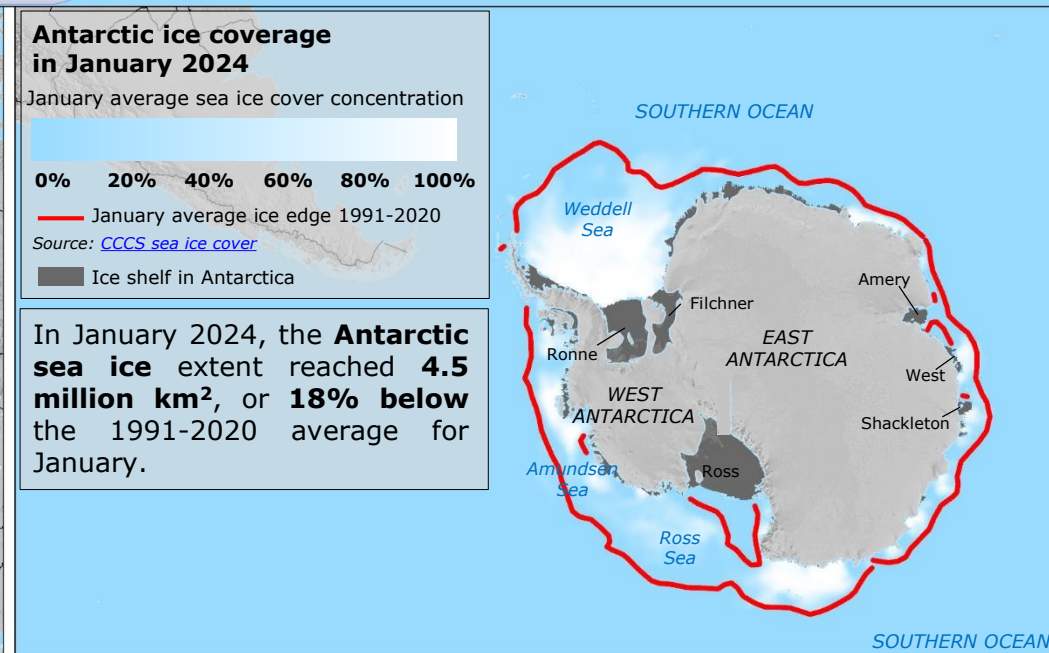 Antarctic ice coverage
in January 2024
January average sea ice cover concentration
0% 20% 40% 60% 80% 100%
January average ice edge 1991-2020
Source: CCCS sea ice cover
Ice shelf in Antarctica
In January 2024, the Antarctic
sea ice extent reached 4.5
million km², or 18% below
the 1991-2020 average for
January.
SOUTHERN OCEAN
Weddell
Sea
Filchner
Ronne
Amery
EAST
ANTARCTICA
West
WEST
ANTARCTICA
Shackleton
Ross
Amundsen
Sea
Ross
Sea
SOUTHERN OCEAN